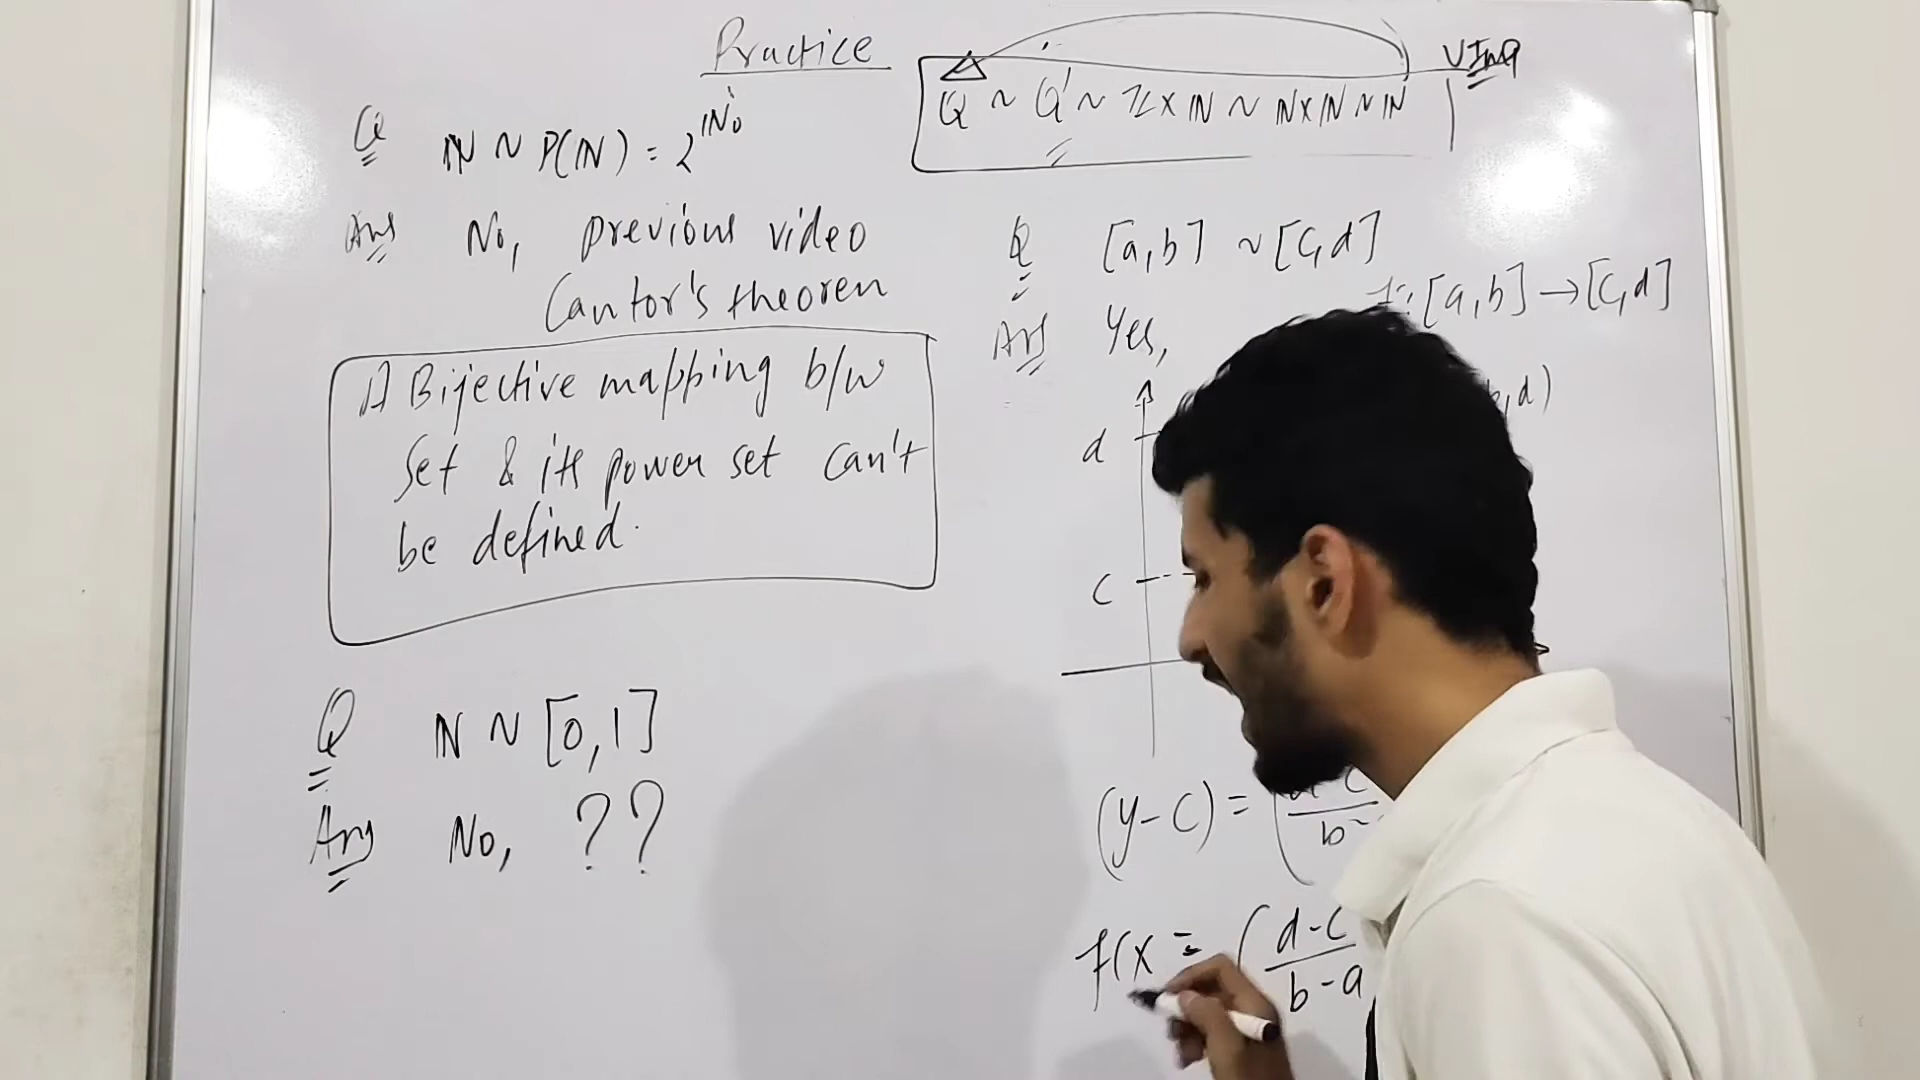 Practice
Q ~ Q' ~ ℤ × ℕ ~ ℕ × ℕ ~ ℕ
V Imp
Q ℕ ~ P(ℕ) = 2^ℕo
Ans No, previous video
Cantor's theorem
A Bijective mapping b/w
set & its power set can't
be defined.
Q ℕ ~ [0,1]
Ans No, ??
Q [a,b] ~ [c,d]
Ans Yes,
f: [a,b] → [c,d]
,d)
d
c
(y-c) = (
f(x = (d-c/b-a